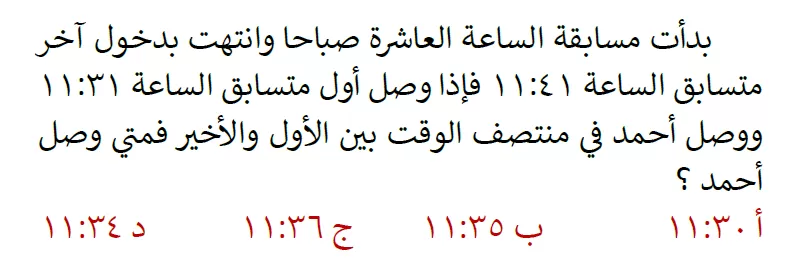 بدأت مسابقة الساعة العاشرة صباحا وانتهت بدخول آخر
متسابق الساعة ١١:٤١ فإذا وصل أول متسابق الساعة ١١:٣١
ووصل أحمد في منتصف الوقت بين الأول والأخير فمتي وصل
أحمد ؟
أ ١١:٣٠ ب ١١:٣٥ ج ١١:٣٦ د ١١:٣٤